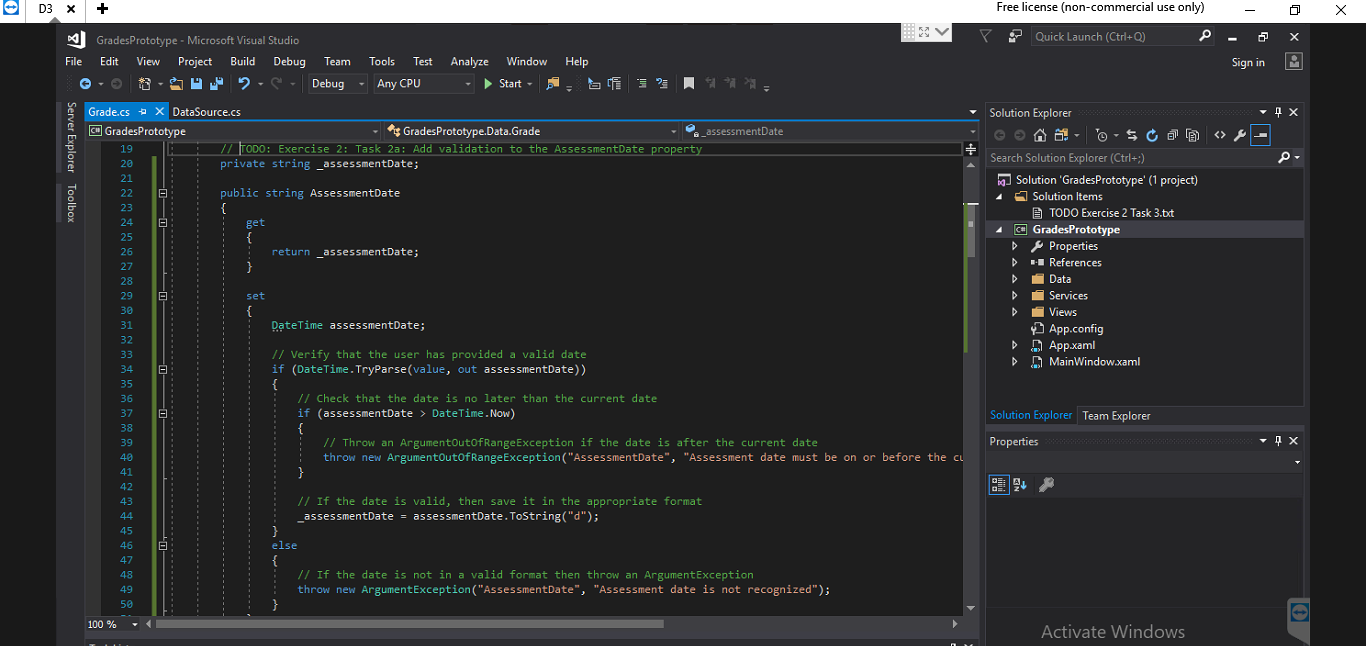 D3
Free license (non-commercial use only)
GradesPrototype - Microsoft Visual Studio
Quick Launch (Ctrl+Q)
File Edit View Project Build Debug Team Tools Test Analyze Window Help
Sign in
Debug Any CPU Start
Server Explorer
Toolbox
Grade.cs DataSource.cs
GradesPrototype GradesPrototype.Data.Grade _assessmentDate
19 // TODO: Exercise 2: Task 2a: Add validation to the AssessmentDate property
20 private string _assessmentDate;
21
22 public string AssessmentDate
23 {
24 get
25 {
26 return _assessmentDate;
27 }
28
29 set
30 {
31 DateTime assessmentDate;
32
33 // Verify that the user has provided a valid date
34 if (DateTime.TryParse(value, out assessmentDate))
35 {
36 // Check that the date is no later than the current date
37 if (assessmentDate > DateTime.Now)
38 {
39 // Throw an ArgumentOutOfRangeException if the date is after the current date
40 throw new ArgumentOutOfRangeException("AssessmentDate", "Assessment date must be on or before the cu
41 }
42
43 // If the date is valid, then save it in the appropriate format
44 _assessmentDate = assessmentDate.ToString("d");
45 }
46 else
47 {
48 // If the date is not in a valid format then throw an ArgumentException
49 throw new ArgumentException("AssessmentDate", "Assessment date is not recognized");
50 }
100 %
Solution Explorer
Search Solution Explorer (Ctrl+;)
Solution 'GradesPrototype' (1 project)
Solution Items
TODO Exercise 2 Task 3.txt
C# GradesPrototype
Properties
References
Data
Services
Views
App.config
App.xaml
MainWindow.xaml
Solution Explorer Team Explorer
Properties
Activate Windows